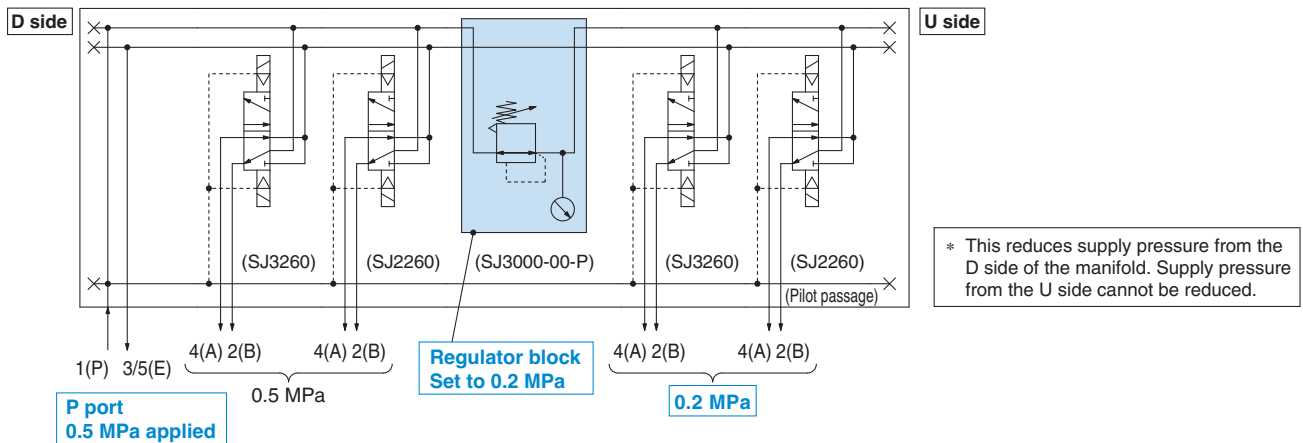 D side
U side
(SJ3260)
(SJ2260)
(SJ3000-00-P)
(SJ3260)
(SJ2260)
(Pilot passage)
* This reduces supply pressure from the
D side of the manifold. Supply pressure
from the U side cannot be reduced.
1(P) 3/5(E)
4(A) 2(B)
4(A) 2(B)
4(A) 2(B)
4(A) 2(B)
0.5 MPa
Regulator block
Set to 0.2 MPa
0.2 MPa
P port
0.5 MPa applied